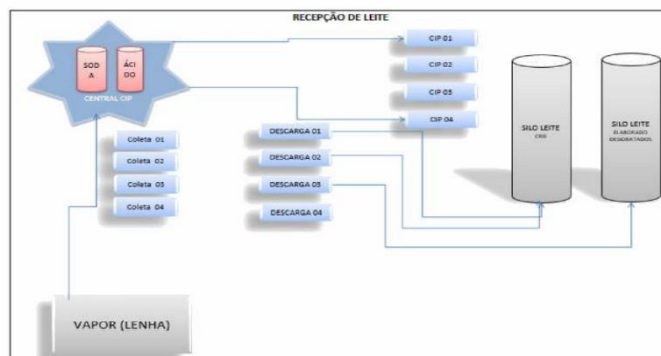 RECEPÇÃO DE LEITE
SOD
A
ÁCI
DO
CENTRAL CIP
CIP 01
CIP 02
CIP 03
CIP 04
Coleta 01
Coleta 02
Coleta 03
Coleta 04
DESCARGA 01
DESCARGA 02
DESCARGA 03
DESCARGA 04
SILO LEITE
CRU
SILO LEITE
ELABORADO
DESIDRATADOS
VAPOR (LENHA)